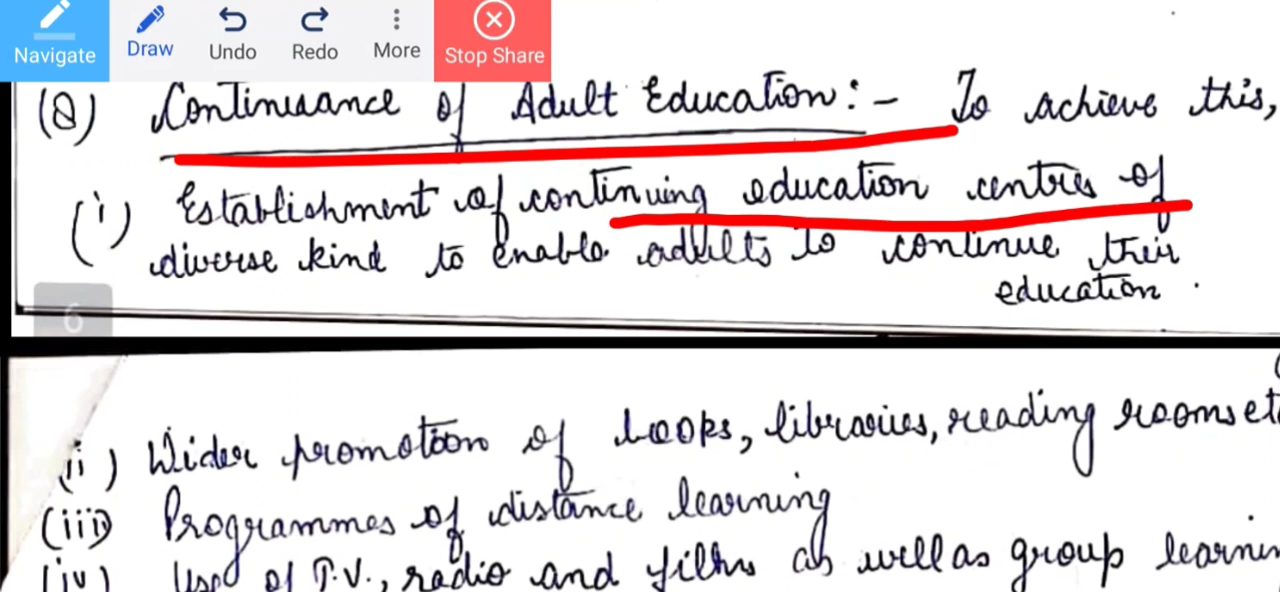 Navigate Draw Undo Redo More Stop Share
(8) Continuance of Adult Education :- To achieve this,
(i) Establishment of continuing education centres of
diverse kind to enable adults to continue their
education .
6
(ii) Wider promotion of books, libraries, reading rooms etc
(iii) Programmes of distance learning
(iv) Use of T.V., radio and films as well as group learning